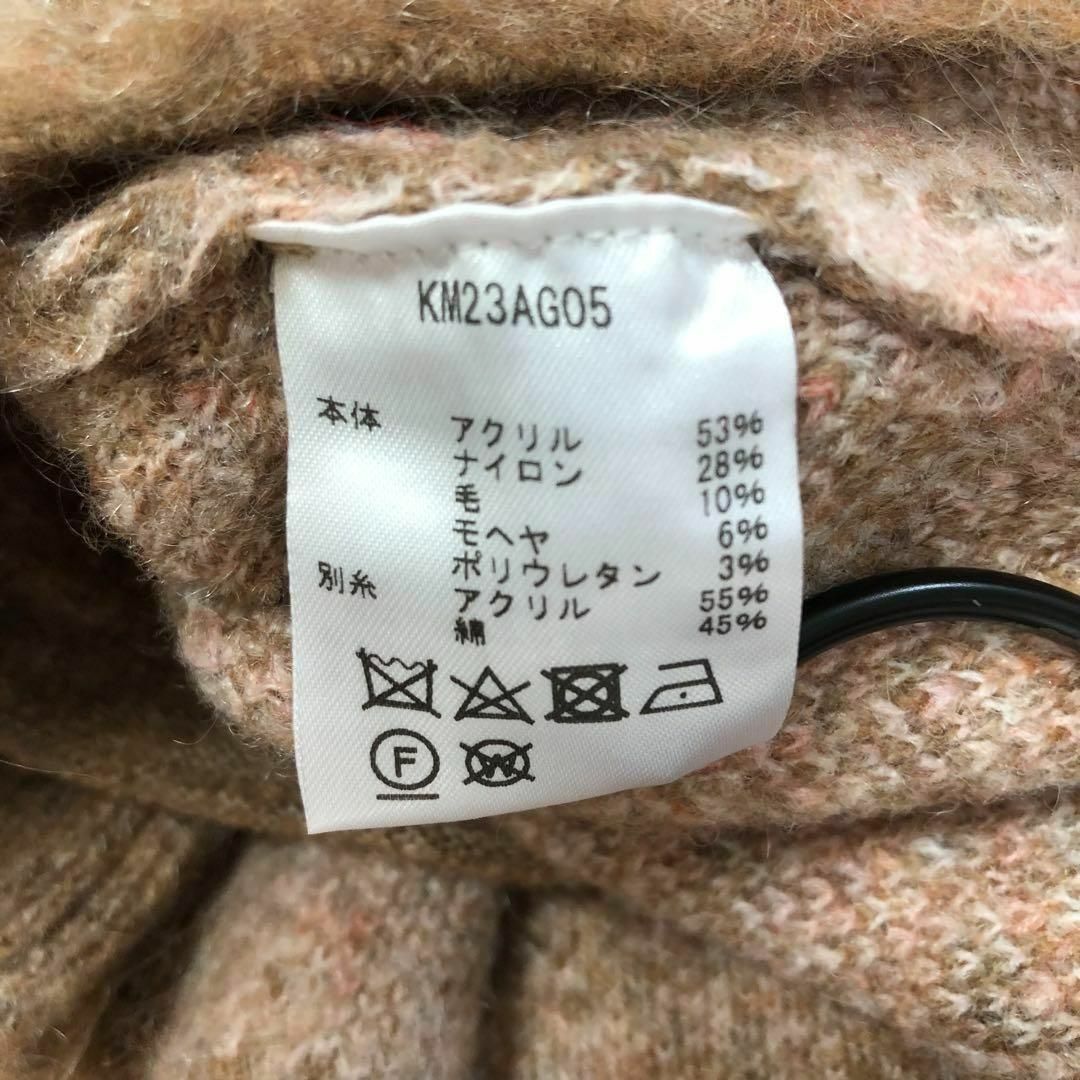 KM23AG05
本体 アクリル 53%
ナイロン 28%
毛 10%
モヘヤ 6%
ポリウレタン 3%
別糸 アクリル 55%
綿 45%
F W